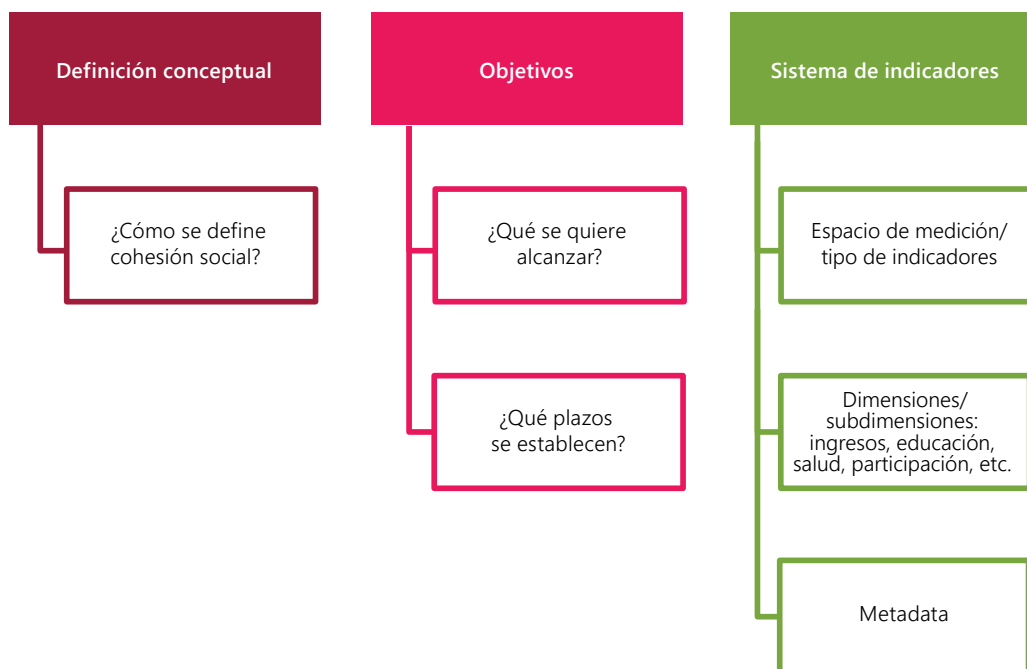 Definición conceptual
¿Cómo se define
cohesión social?
Objetivos
¿Qué se quiere
alcanzar?
¿Qué plazos
se establecen?
Sistema de indicadores
Espacio de medición/
tipo de indicadores
Dimensiones/
subdimensiones:
ingresos, educación,
salud, participación, etc.
Metadata